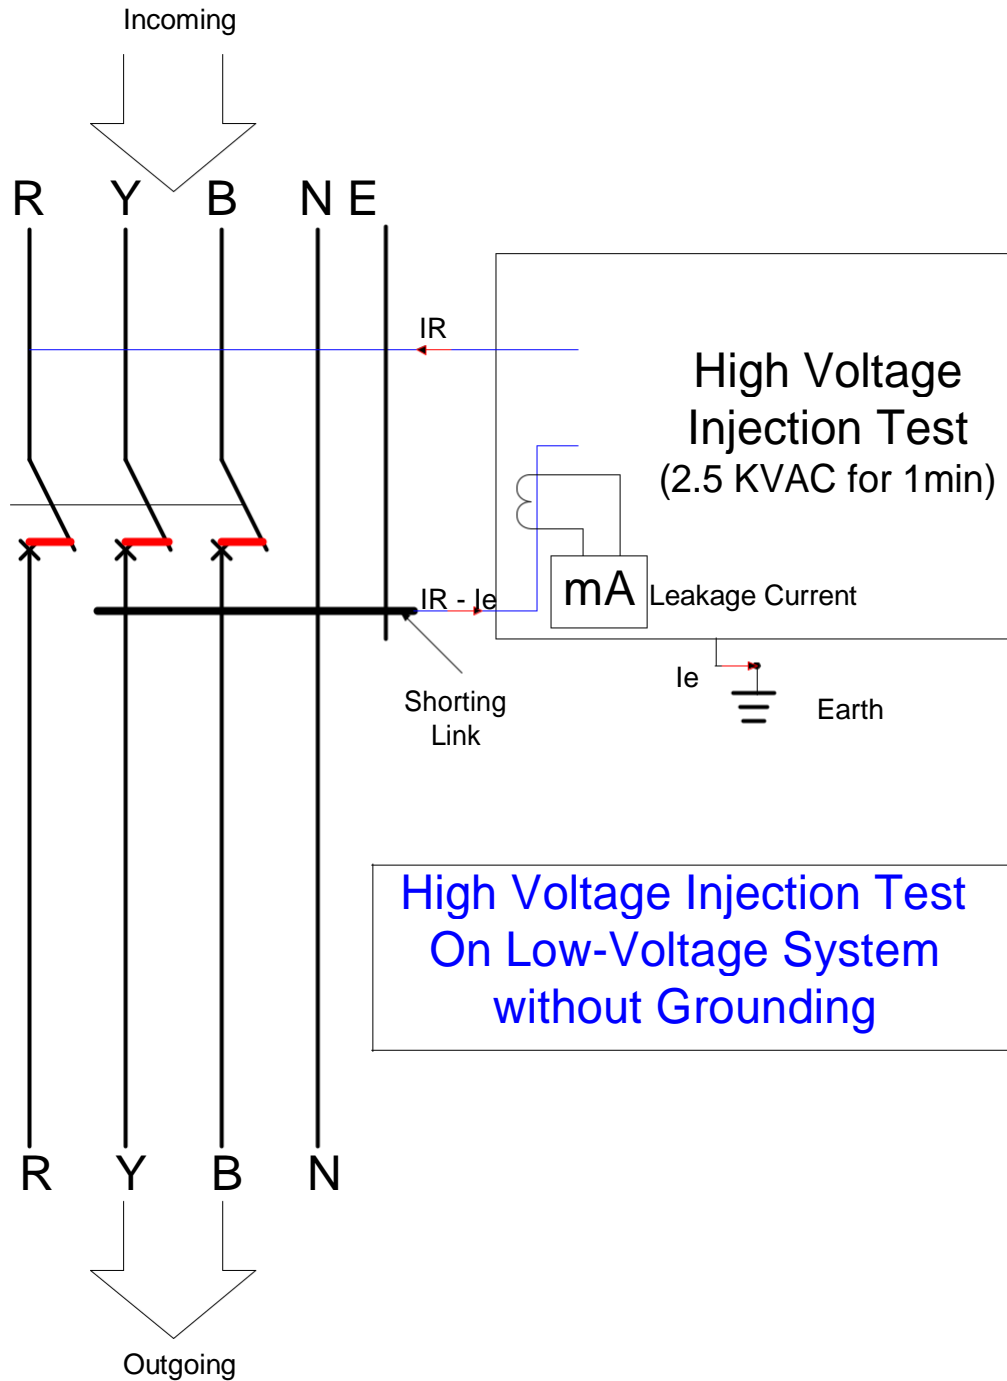 Incoming
R Y B N E
IR
High Voltage
Injection Test
(2.5 KVAC for 1min)
mA Leakage Current
IR - Ie
Ie
Earth
Shorting
Link
High Voltage Injection Test
On Low-Voltage System
without Grounding
R Y B N
Outgoing